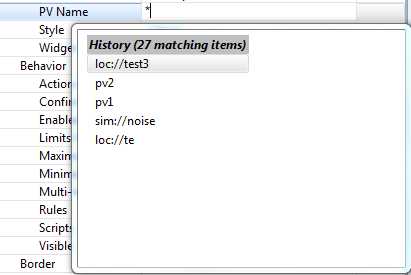 PV Name *
Style
History (27 matching items)
Widge
loc://test3
Behavior
pv2
Action
pv1
Confir
sim://noise
Enable
loc://te
Limits
Maxim
Minim
Multi-
Rules
Scripts
Visible
Border